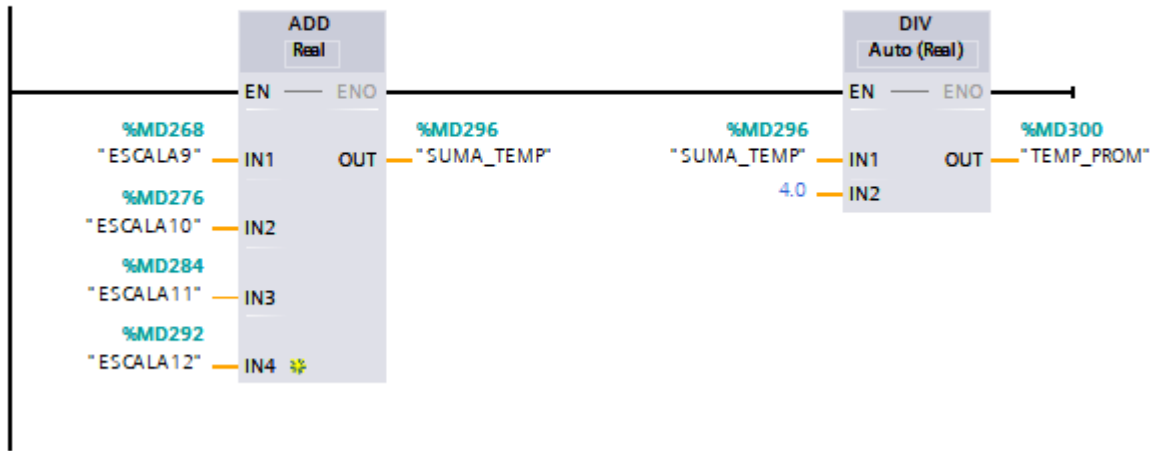 ADD
Real
EN ENO
%MD268
"ESCALA9" IN1 OUT
%MD296
"SUMA_TEMP"
%MD276
"ESCALA10" IN2
%MD284
"ESCALA11" IN3
%MD292
"ESCALA12" IN4
DIV
Auto (Real)
EN ENO
%MD296
"SUMA_TEMP" IN1 OUT
%MD300
"TEMP_PROM"
4.0 IN2